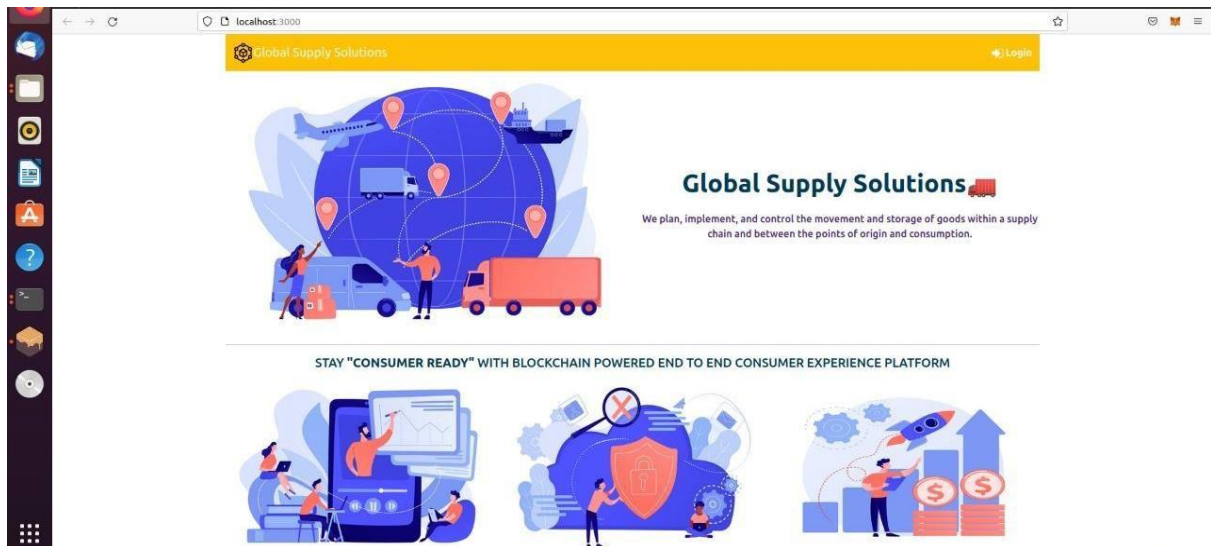 localhost:3000
Global Supply Solutions
Login
Global Supply Solutions
We plan, implement, and control the movement and storage of goods within a supply
chain and between the points of origin and consumption.
STAY "CONSUMER READY" WITH BLOCKCHAIN POWERED END TO END CONSUMER EXPERIENCE PLATFORM